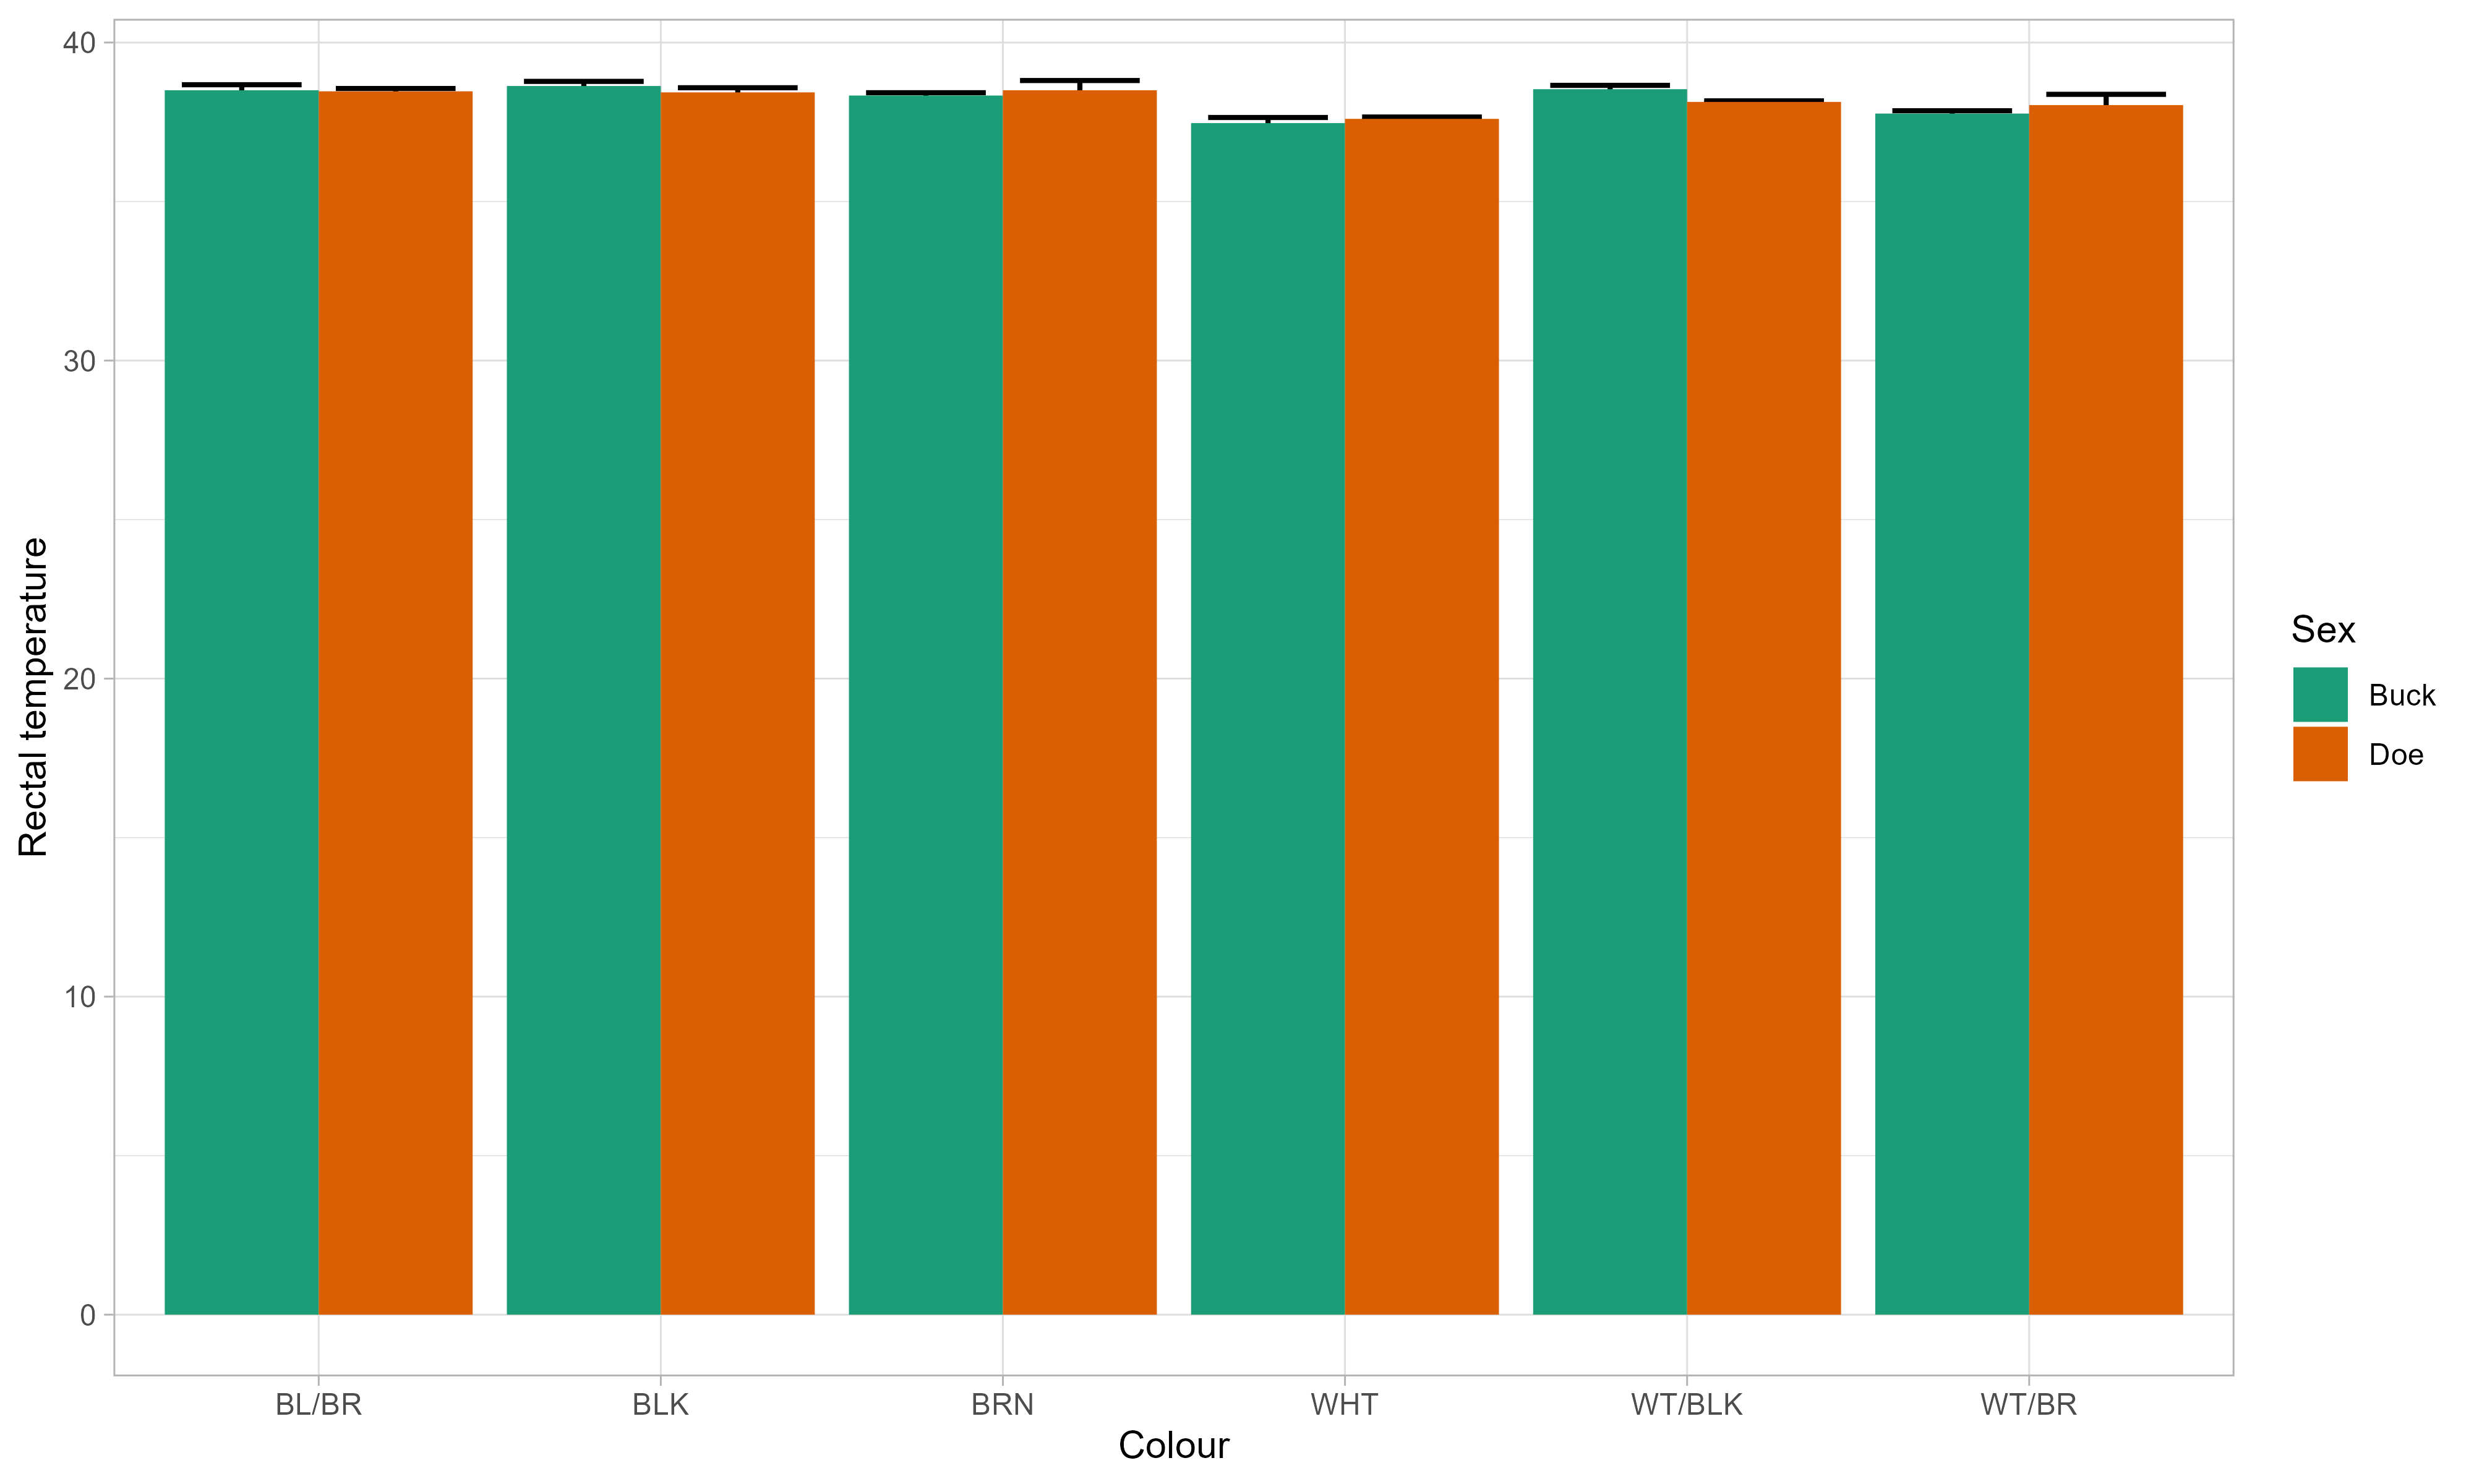 40
30
20
10
0
Rectal temperature
BL/BR
BLK
BRN
WHT
WT/BLK
WT/BR
Colour
Sex
Buck
Doe